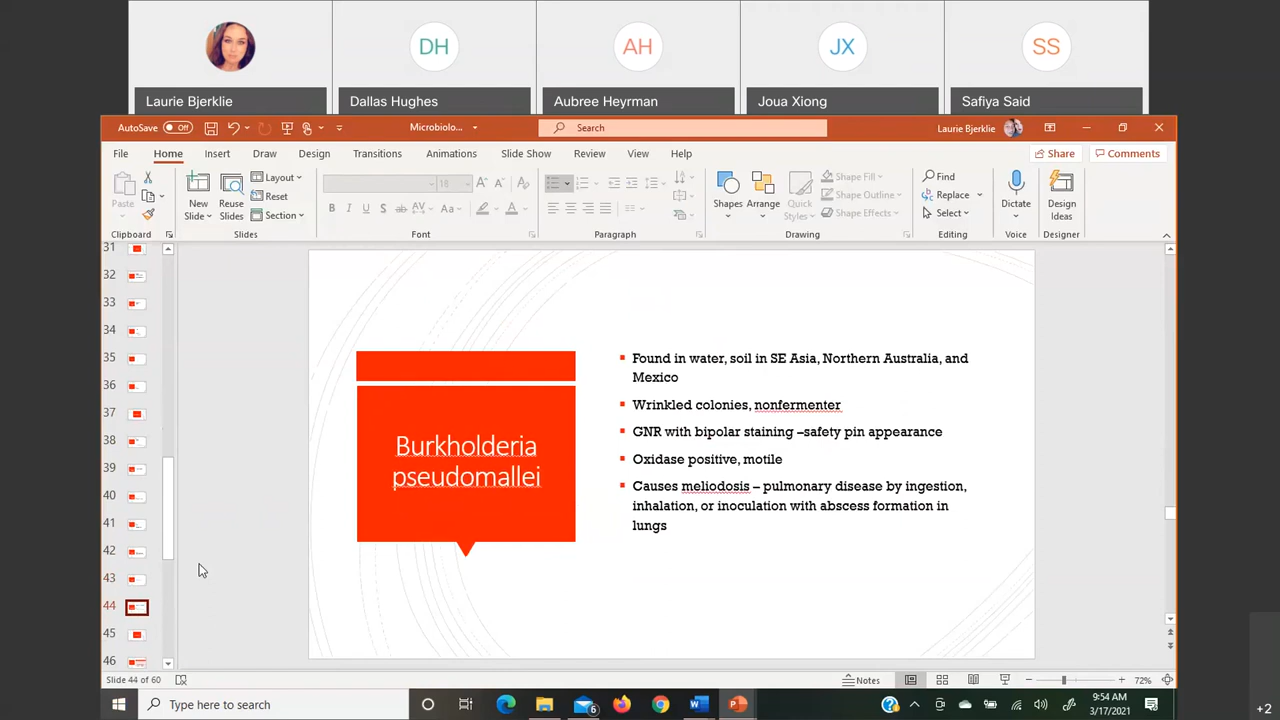 DH
AH
JX
SS
Laurie Bjerklie
Dallas Hughes
Aubree Heyrman
Joua Xiong
Safiya Said
AutoSave Off
Microbiolo...
Search
Laurie Bjerklie
File Home Insert Draw Design Transitions Animations Slide Show Review View Help
Share Comments
Paste
New Slide
Reuse Slides
Layout
Reset
Section
18
B I U S ab AV Aa A
Shapes Arrange Quick Styles
Shape Fill
Shape Outline
Shape Effects
Find
Replace
Select
Dictate
Design Ideas
Clipboard Slides Font Paragraph Drawing Editing Voice Designer
31
32
33
34
35
36
37
38
39
40
41
42
43
44
45
46
Burkholderia
pseudomallei
Found in water, soil in SE Asia, Northern Australia, and
Mexico
Wrinkled colonies, nonfermenter
GNR with bipolar staining –safety pin appearance
Oxidase positive, motile
Causes meliodosis – pulmonary disease by ingestion,
inhalation, or inoculation with abscess formation in
lungs
Slide 44 of 60
Notes
72%
Type here to search
6
9:54 AM
3/17/2021
+2